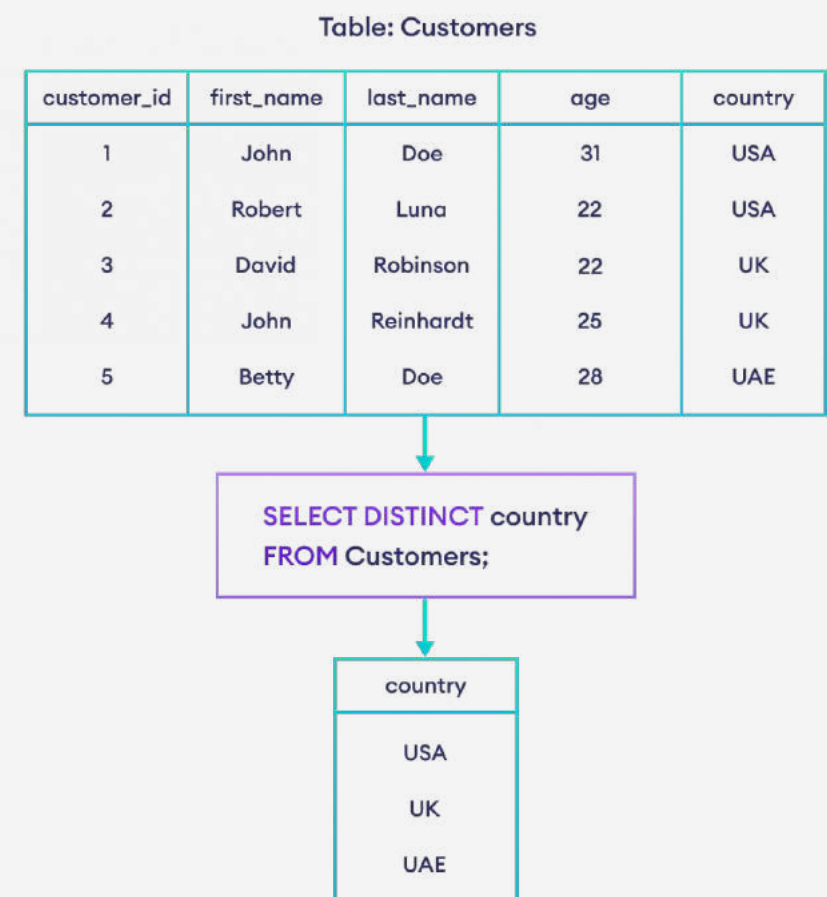 Table: Customers
customer_id first_name last_name age country
1 John Doe 31 USA
2 Robert Luna 22 USA
3 David Robinson 22 UK
4 John Reinhardt 25 UK
5 Betty Doe 28 UAE
SELECT DISTINCT country
FROM Customers;
country
USA
UK
UAE